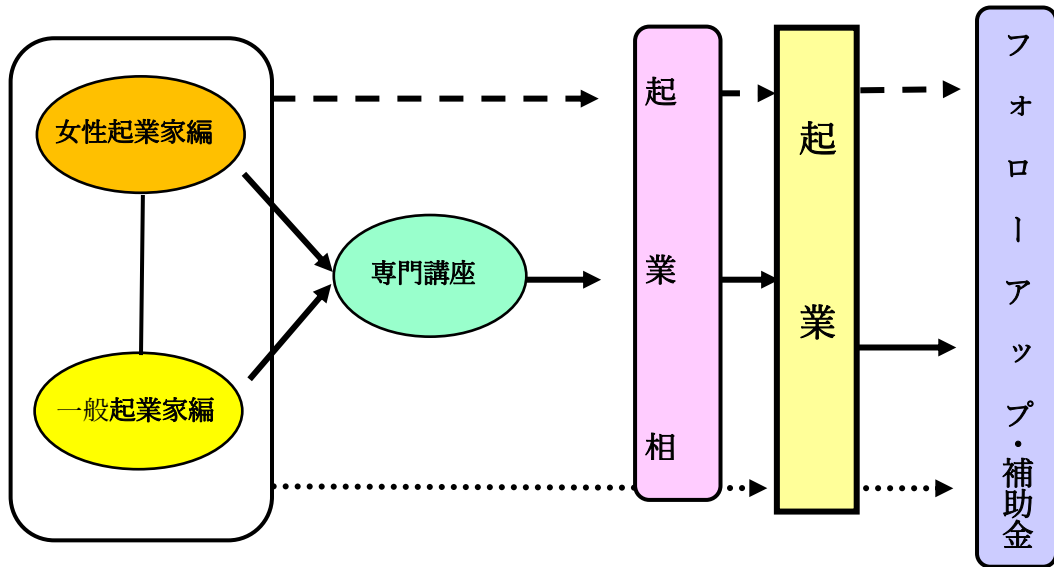 女性起業家編
一般起業家編
専門講座
起業相
起業
フォローアップ・補助金